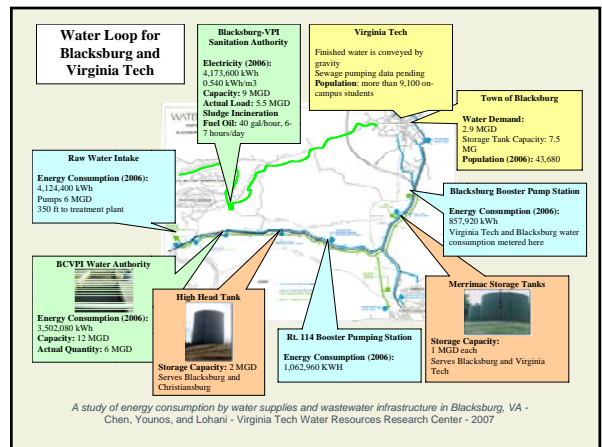 Water Loop for
Blacksburg and
Virginia Tech
Blacksburg-VPI
Sanitation Authority
Electricity (2006):
4,173,600 kWh
0.540 kWh/m3
Capacity: 9 MGD
Actual Load: 5.5 MGD
Sludge Incineration
Fuel Oil: 40 gal/hour, 6-
7 hours/day
Virginia Tech
Finished water is conveyed by
gravity
Sewage pumping data pending
Population: more than 9,100 on-
campus students
Town of Blacksburg
Water Demand:
2.9 MGD
Storage Tank Capacity: 7.5
MG
Population (2006): 43,680
Raw Water Intake
Energy Consumption (2006):
4,124,400 kWh
Pumps 6 MGD
350 ft to treatment plant
Blacksburg Booster Pump Station
Energy Consumption (2006):
857,920 kWh
Virginia Tech and Blacksburg water
consumption metered here
BCVPI Water Authority
Energy Consumption (2006):
3,502,080 kWh
Capacity: 12 MGD
Actual Quantity: 6 MGD
High Head Tank
Storage Capacity: 2 MGD
Serves Blacksburg and
Christiansburg
Rt. 114 Booster Pumping Station
Energy Consumption (2006):
1,062,960 KWH
Merrimac Storage Tanks
Storage Capacity:
1 MGD each
Serves Blacksburg and Virginia
Tech
A study of energy consumption by water supplies and wastewater infrastructure in Blacksburg, VA -
Chen, Younos, and Lohani - Virginia Tech Water Resources Research Center - 2007